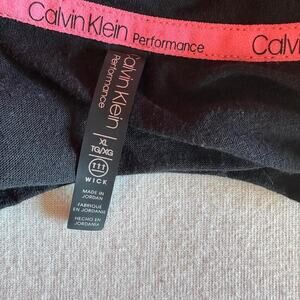 Calvin Klein Performance
Calv
Calvin Klein
Performance
XL
TG/XG
WICK
MADE IN
JORDAN
FABRIQUÉ
EN JORDANIE
HECHO EN
JORDANIA